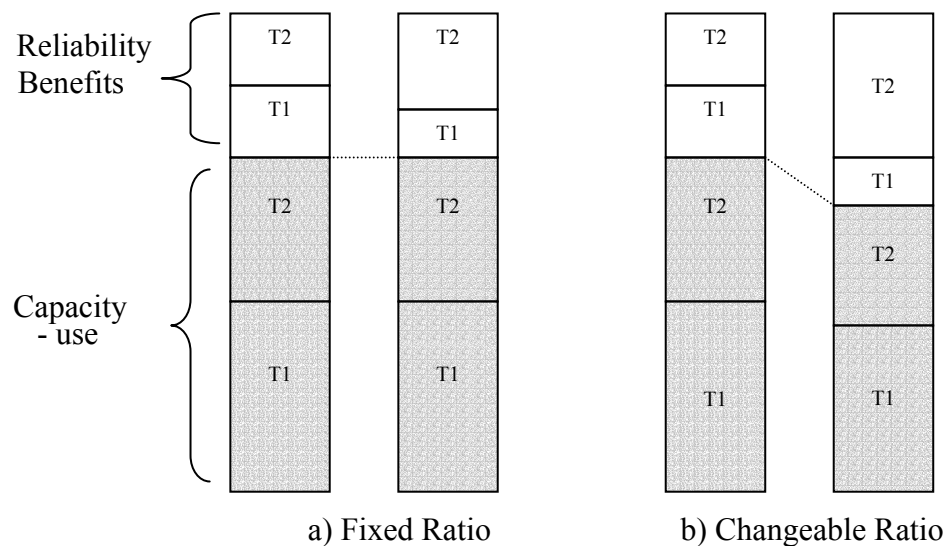 Reliability
Benefits
T2
T2
T2
T2
T1
T1
T1
T1
T2
T2
T2
T2
Capacity
- use
T1
T1
T1
T1
a) Fixed Ratio
b) Changeable Ratio